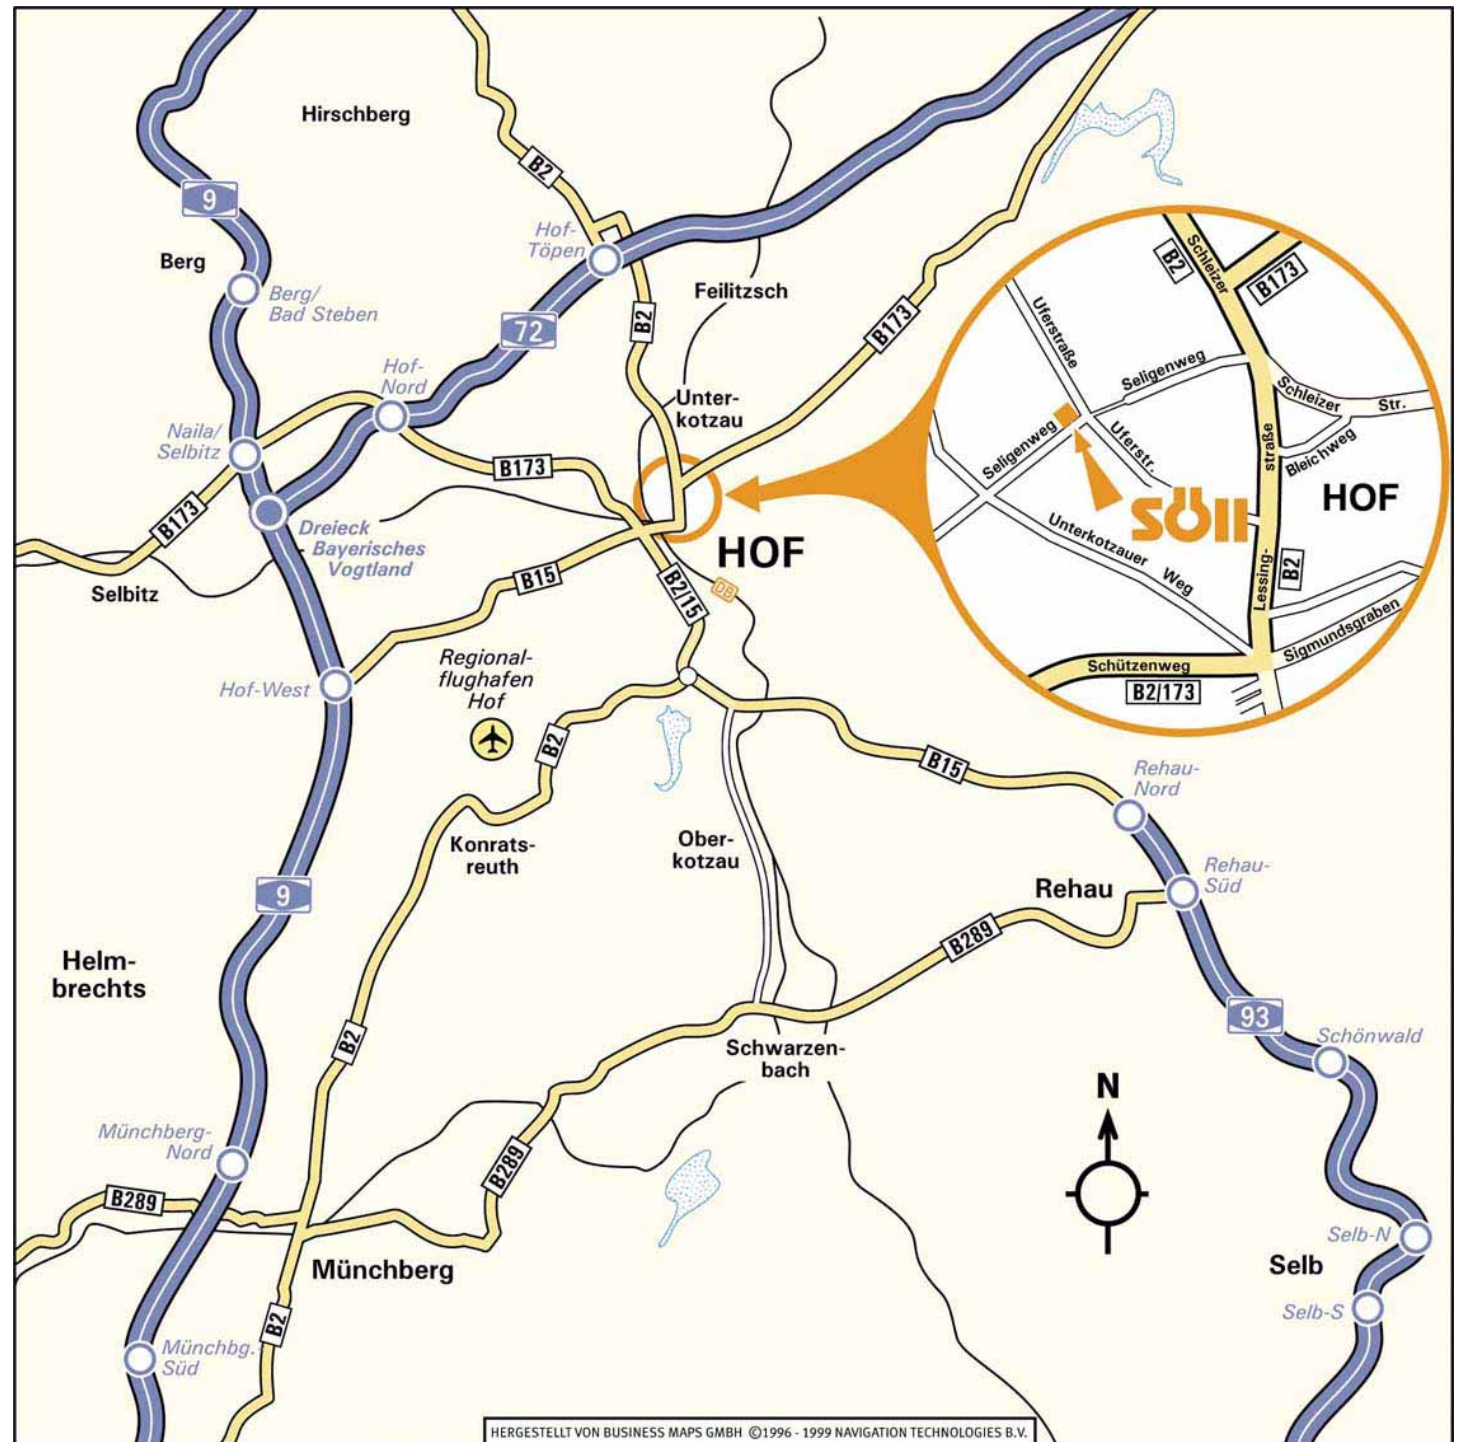 Hirschberg
B2
9
Hof-
Töpen
Berg
Berg/
Bad Steben
72
B2
Feilitzsch
B173
Hof-
Nord
Unter-
kotzau
Naila/
Selbitz
B173
B173
Dreieck
Bayerisches
Vogtland
Selbitz
HOF
B15
B2/15
DB
Regional-
flughafen
Hof
Hof-West
B2
B15
Rehau-
Nord
Konrats-
reuth
Ober-
kotzau
Rehau-
Süd
Rehau
9
B289
Helm-
brechts
93
Schönwald
B2
Schwarzen-
bach
N
Münchberg-
Nord
B289
B289
Selb-N
Selb
Münchberg
Selb-S
B2
Münchbg.-
Süd
B2
Schleizer
B173
Uferstraße
Seligenweg
Schleizer
Str.
Seligenweg
Uferstr.
straße
Bleichweg
SÖll
HOF
Unterkotzauer
Weg
B2
Lessing-
Sigmundsgraben
Schützenweg
B2/173
HERGESTELLT VON BUSINESS MAPS GMBH ©1996 - 1999 NAVIGATION TECHNOLOGIES B.V.